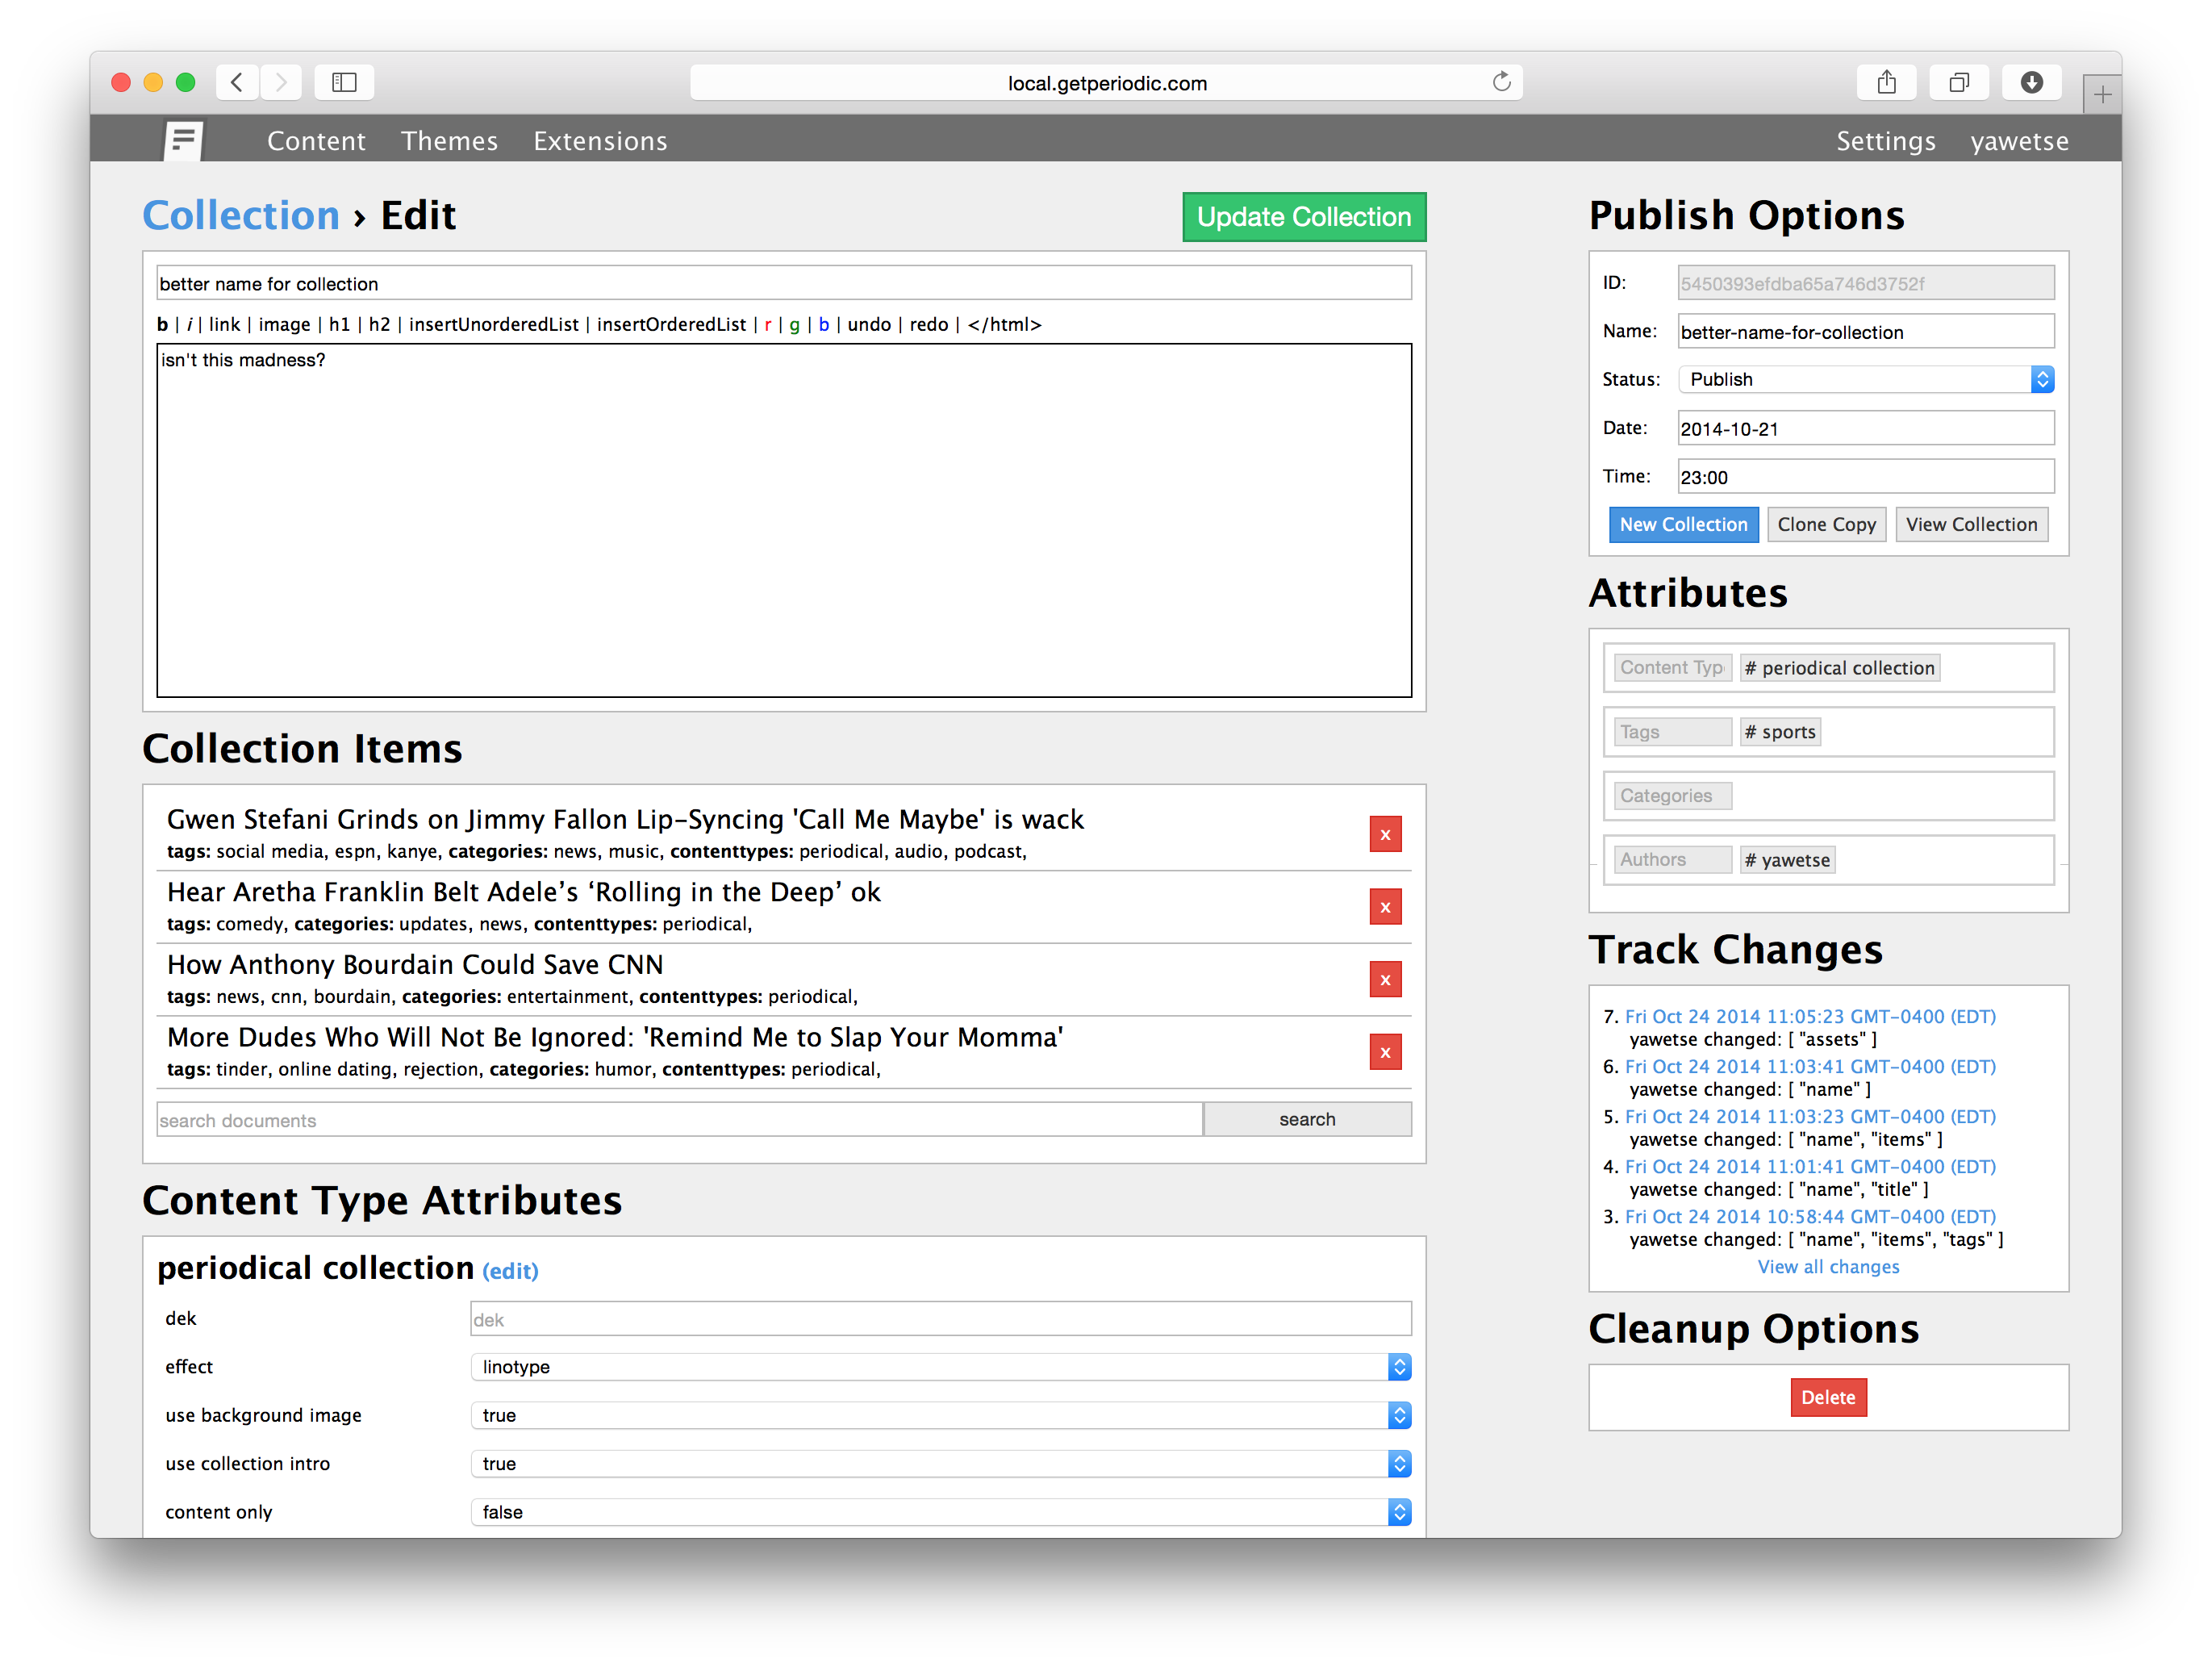 local.getperiodic.com
Content Themes Extensions Settings yawetse
Collection › Edit
Update Collection
better name for collection
b | i | link | image | h1 | h2 | insertUnorderedList | insertOrderedList | r | g | b | undo | redo | </html>
isn't this madness?
Collection Items
Gwen Stefani Grinds on Jimmy Fallon Lip-Syncing 'Call Me Maybe' is wack
x
tags: social media, espn, kanye, categories: news, music, contenttypes: periodical, audio, podcast,
Hear Aretha Franklin Belt Adele’s ‘Rolling in the Deep’ ok
x
tags: comedy, categories: updates, news, contenttypes: periodical,
How Anthony Bourdain Could Save CNN
x
tags: news, cnn, bourdain, categories: entertainment, contenttypes: periodical,
More Dudes Who Will Not Be Ignored: 'Remind Me to Slap Your Momma'
x
tags: tinder, online dating, rejection, categories: humor, contenttypes: periodical,
search documents
search
Content Type Attributes
periodical collection (edit)
dek dek
effect linotype
use background image true
use collection intro true
content only false
Publish Options
ID: 5450393efdba65a746d3752f
Name: better-name-for-collection
Status: Publish
Date: 2014-10-21
Time: 23:00
New Collection Clone Copy View Collection
Attributes
Content Typ # periodical collection
Tags # sports
Categories
Authors # yawetse
Track Changes
7. Fri Oct 24 2014 11:05:23 GMT-0400 (EDT)
yawetse changed: [ "assets" ]
6. Fri Oct 24 2014 11:03:41 GMT-0400 (EDT)
yawetse changed: [ "name" ]
5. Fri Oct 24 2014 11:03:23 GMT-0400 (EDT)
yawetse changed: [ "name", "items" ]
4. Fri Oct 24 2014 11:01:41 GMT-0400 (EDT)
yawetse changed: [ "name", "title" ]
3. Fri Oct 24 2014 10:58:44 GMT-0400 (EDT)
yawetse changed: [ "name", "items", "tags" ]
View all changes
Cleanup Options
Delete